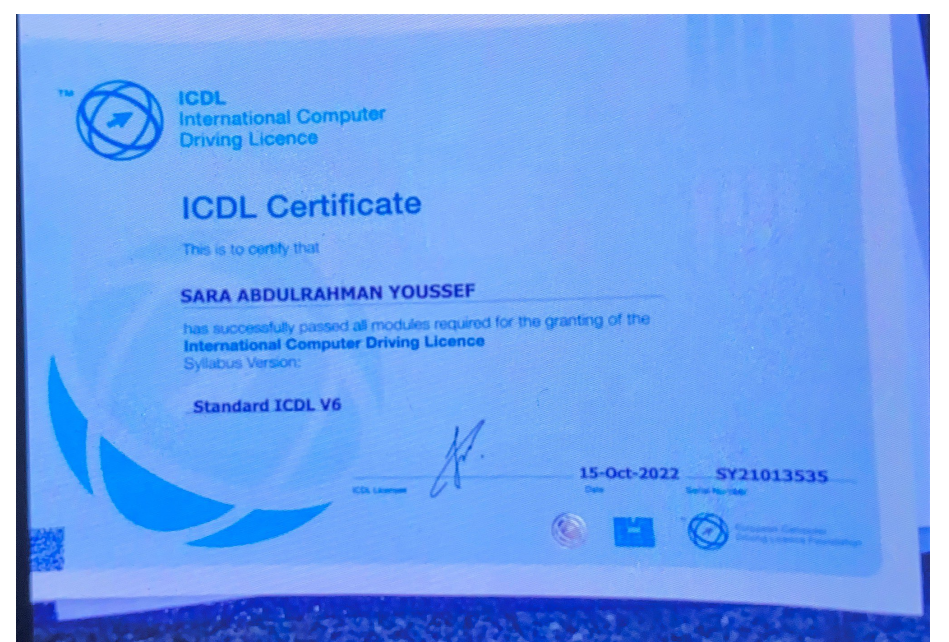 TM
ICDL
International Computer
Driving Licence
ICDL Certificate
This is to certify that
SARA ABDULRAHMAN YOUSSEF
has successfully passed all modules required for the granting of the
International Computer Driving Licence
Syllabus Version:
Standard ICDL V6
15-Oct-2022 SY21013535
ICDL Licensee Date Serial Number
European Computer
Driving Licence Foundation